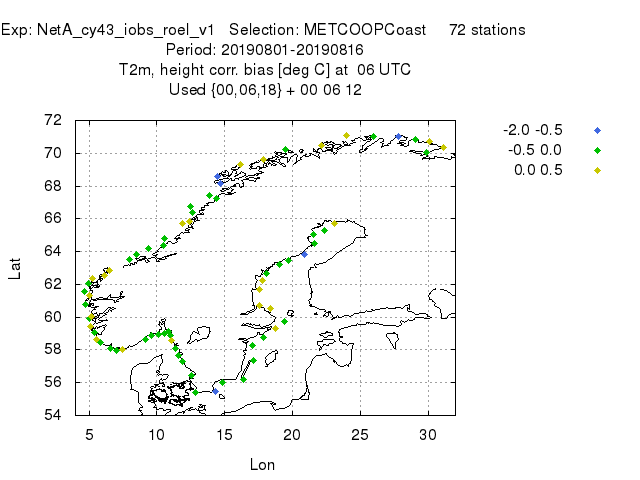 Exp: NetA_cy43_iobs_roel_v1   Selection: METCOOPCoast     72 stations
Period: 20190801-20190816
T2m, height corr. bias [deg C] at  06 UTC
Used {00,06,18} + 00 06 12
72
70
68
66
64
62
60
58
56
54
5 10 15 20 25 30
Lat
Lon
-2.0 -0.5
-0.5 0.0
0.0 0.5